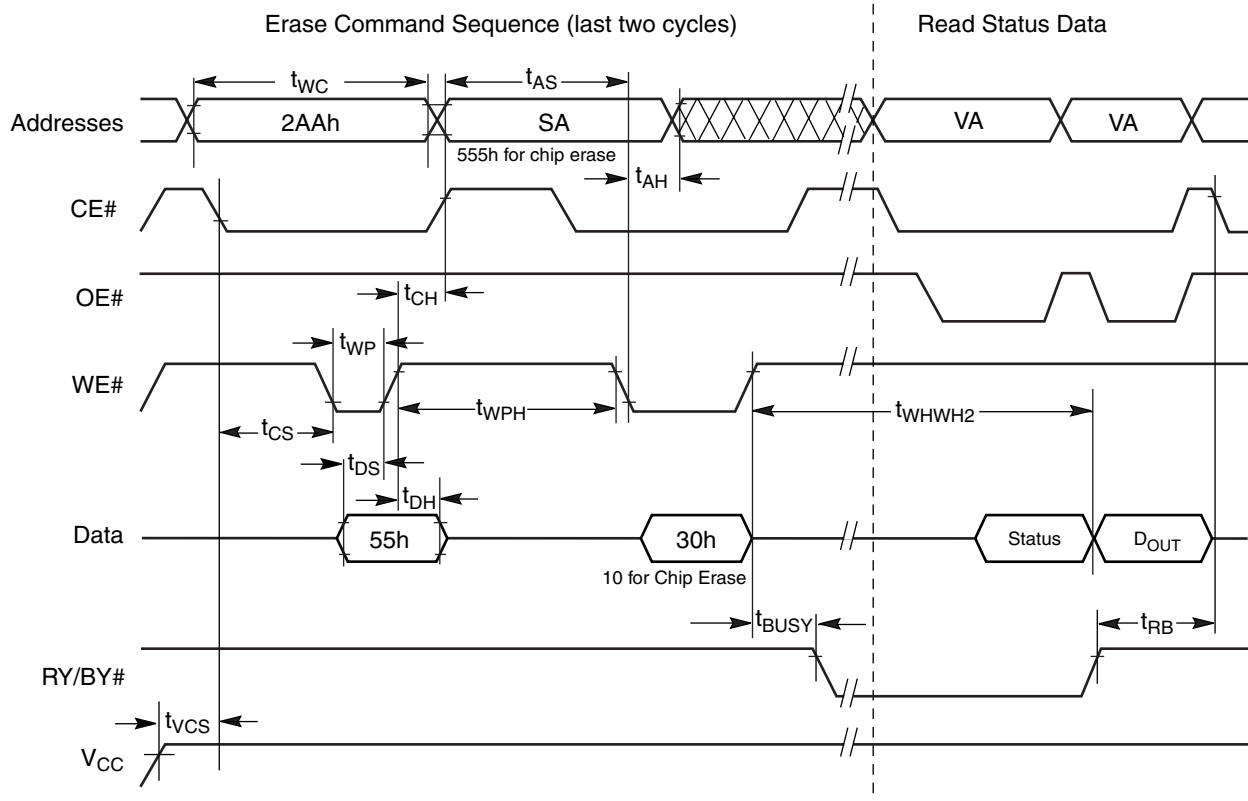 Erase Command Sequence (last two cycles)
Read Status Data
tWC
tAS
Addresses
2AAh
SA
VA
VA
555h for chip erase
tAH
CE#
OE#
tCH
tWP
WE#
tWPH
tWHWH2
tCS
tDS
tDH
Data
55h
30h
Status
DOUT
10 for Chip Erase
tBUSY
tRB
RY/BY#
tVCS
VCC